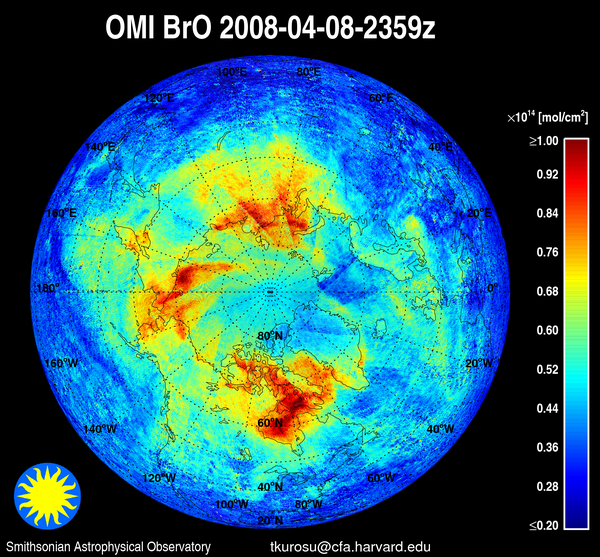 OMI BrO 2008-04-08-2359z
×10¹⁴ [mol/cm²]
100°E 80°E
120°E 60°E
140°E 40°E
160°E 20°E
180° 0°
160°W 20°W
140°W 40°W
120°W 60°W
100°W 80°W
80°N
60°N
40°N
20°N
≥1.00
0.92
0.84
0.76
0.68
0.60
0.52
0.44
0.36
0.28
≤0.20
Smithsonian Astrophysical Observatory tkurosu@cfa.harvard.edu